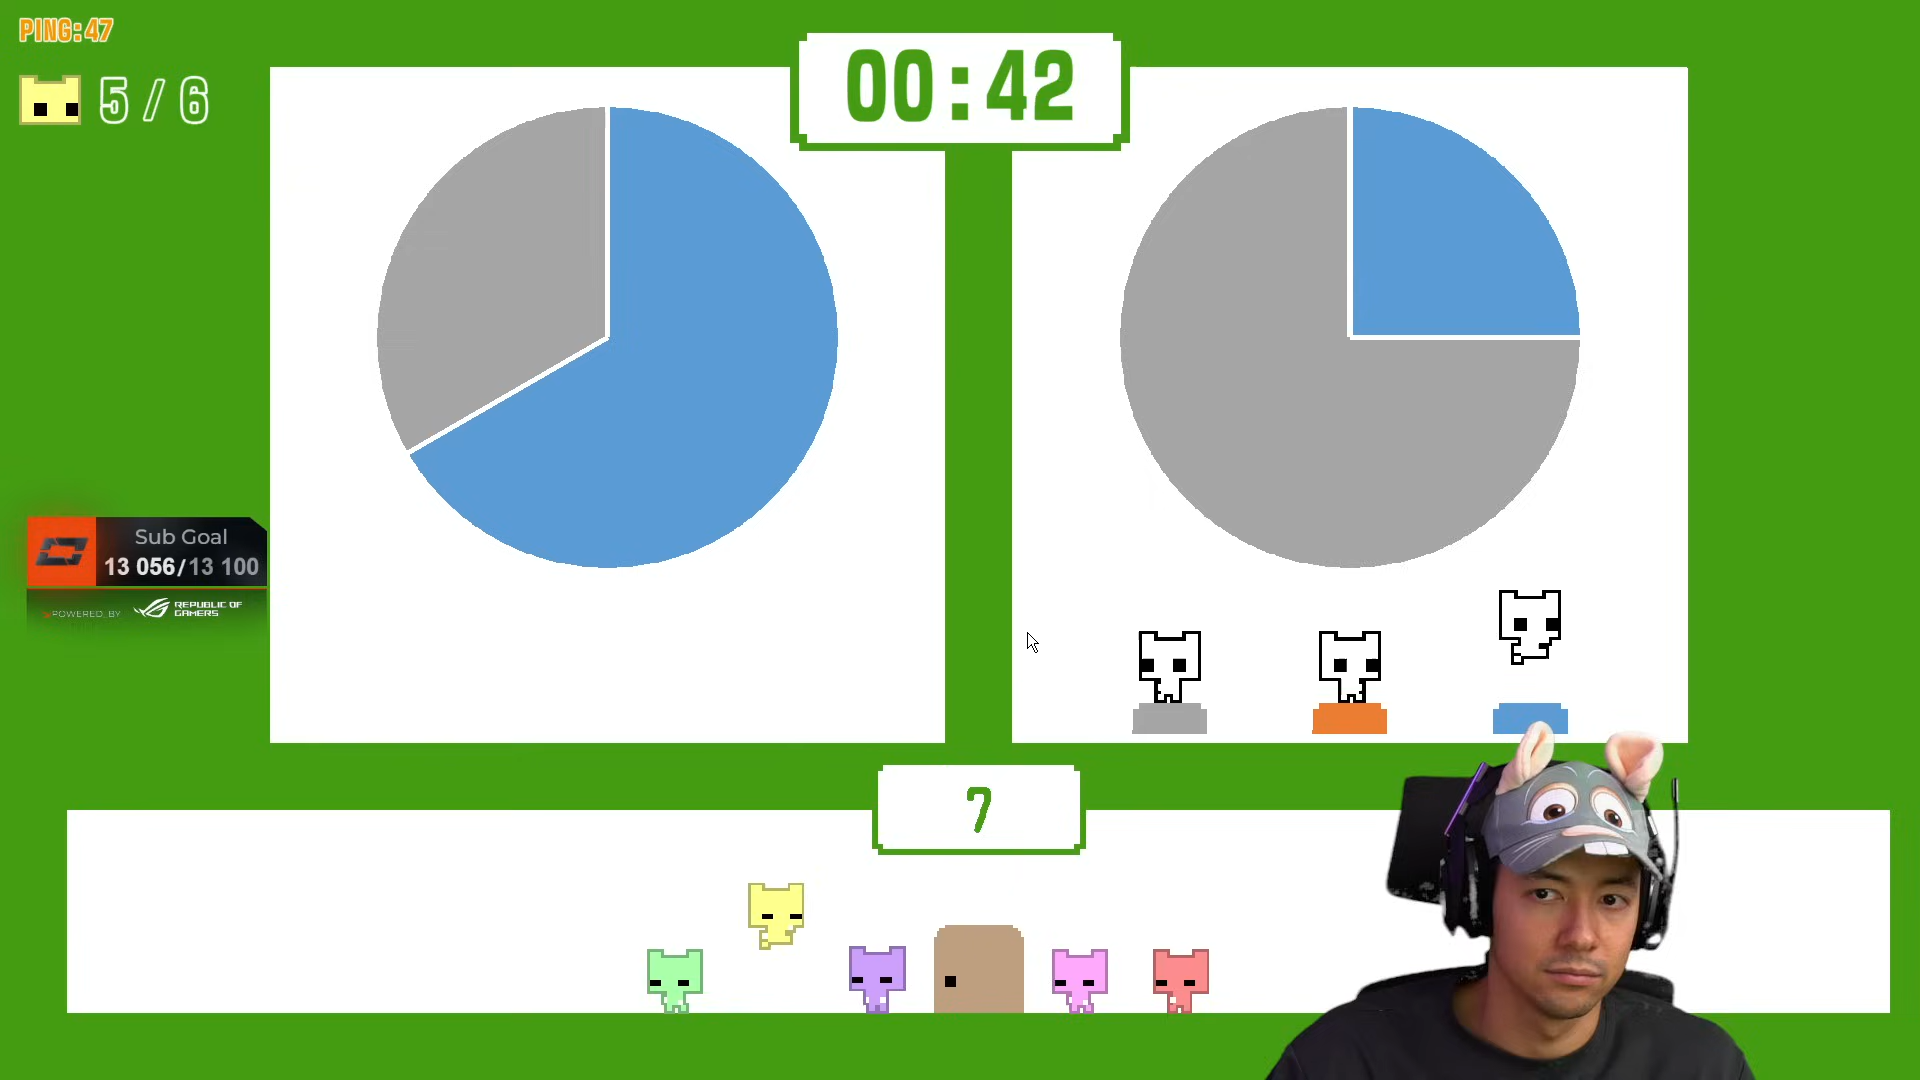 PING:47
5/6
00:42
Sub Goal
13 056/13 100
POWERED BY
REPUBLIC OF
GAMERS
7